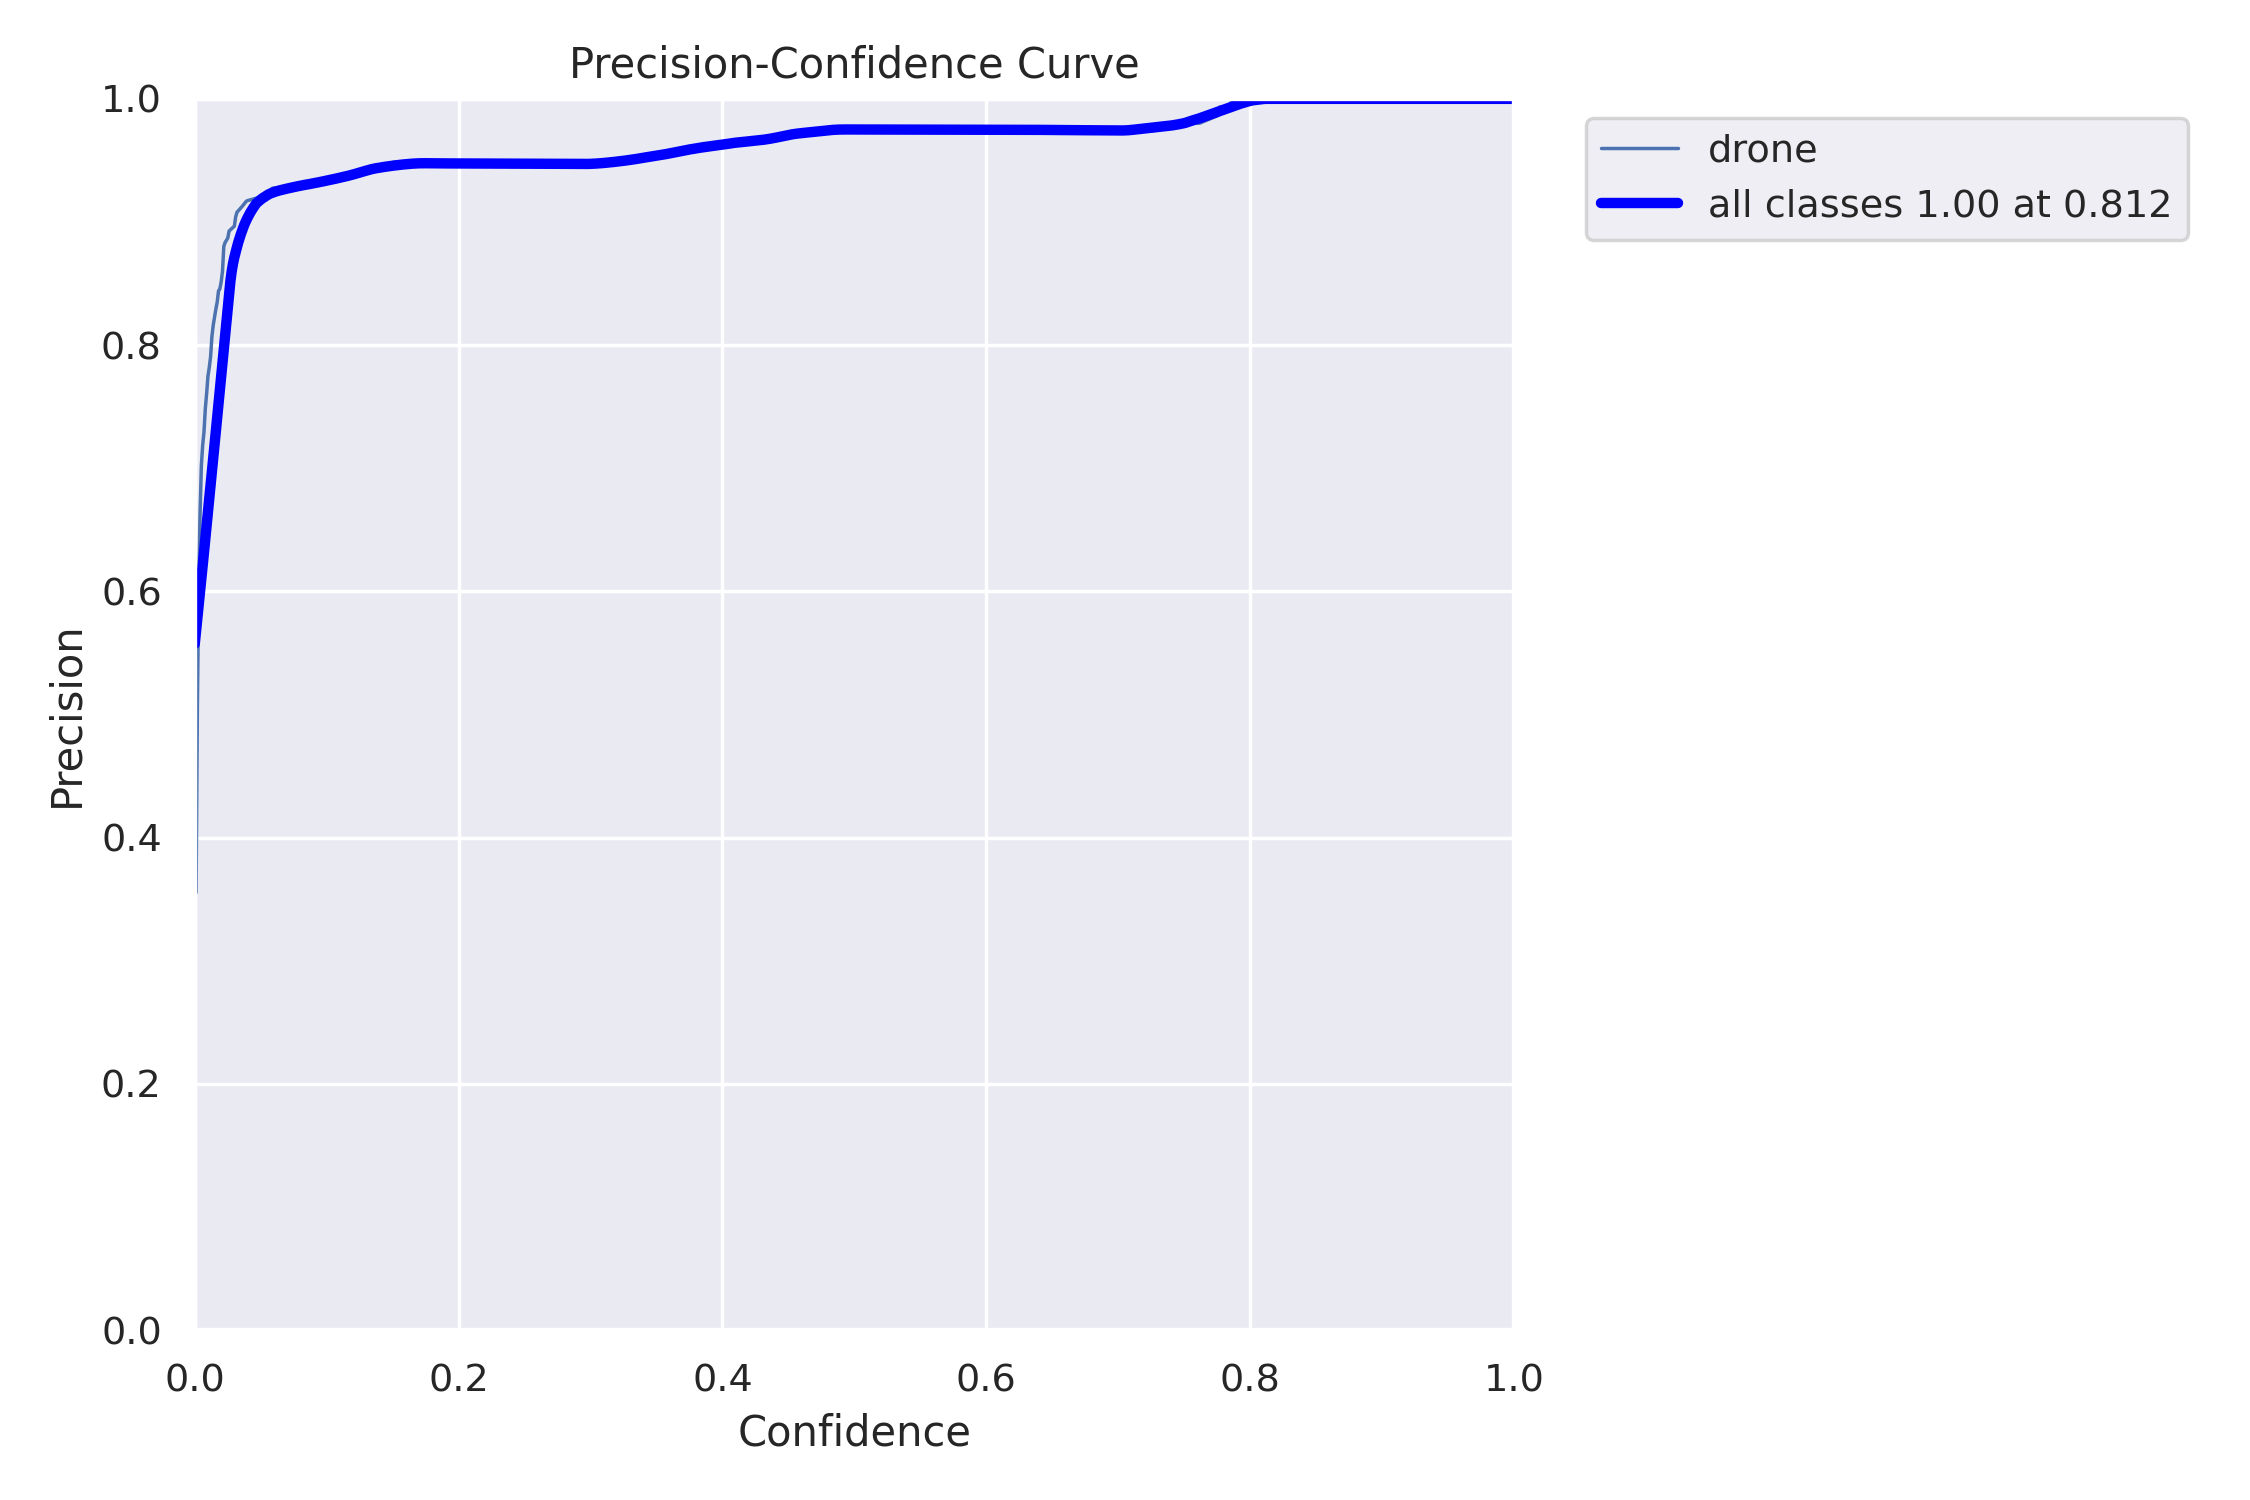 Precision-Confidence Curve
1.0
0.8
0.6
0.4
0.2
0.0
Precision
0.0 0.2 0.4 0.6 0.8 1.0
Confidence
drone
all classes 1.00 at 0.812